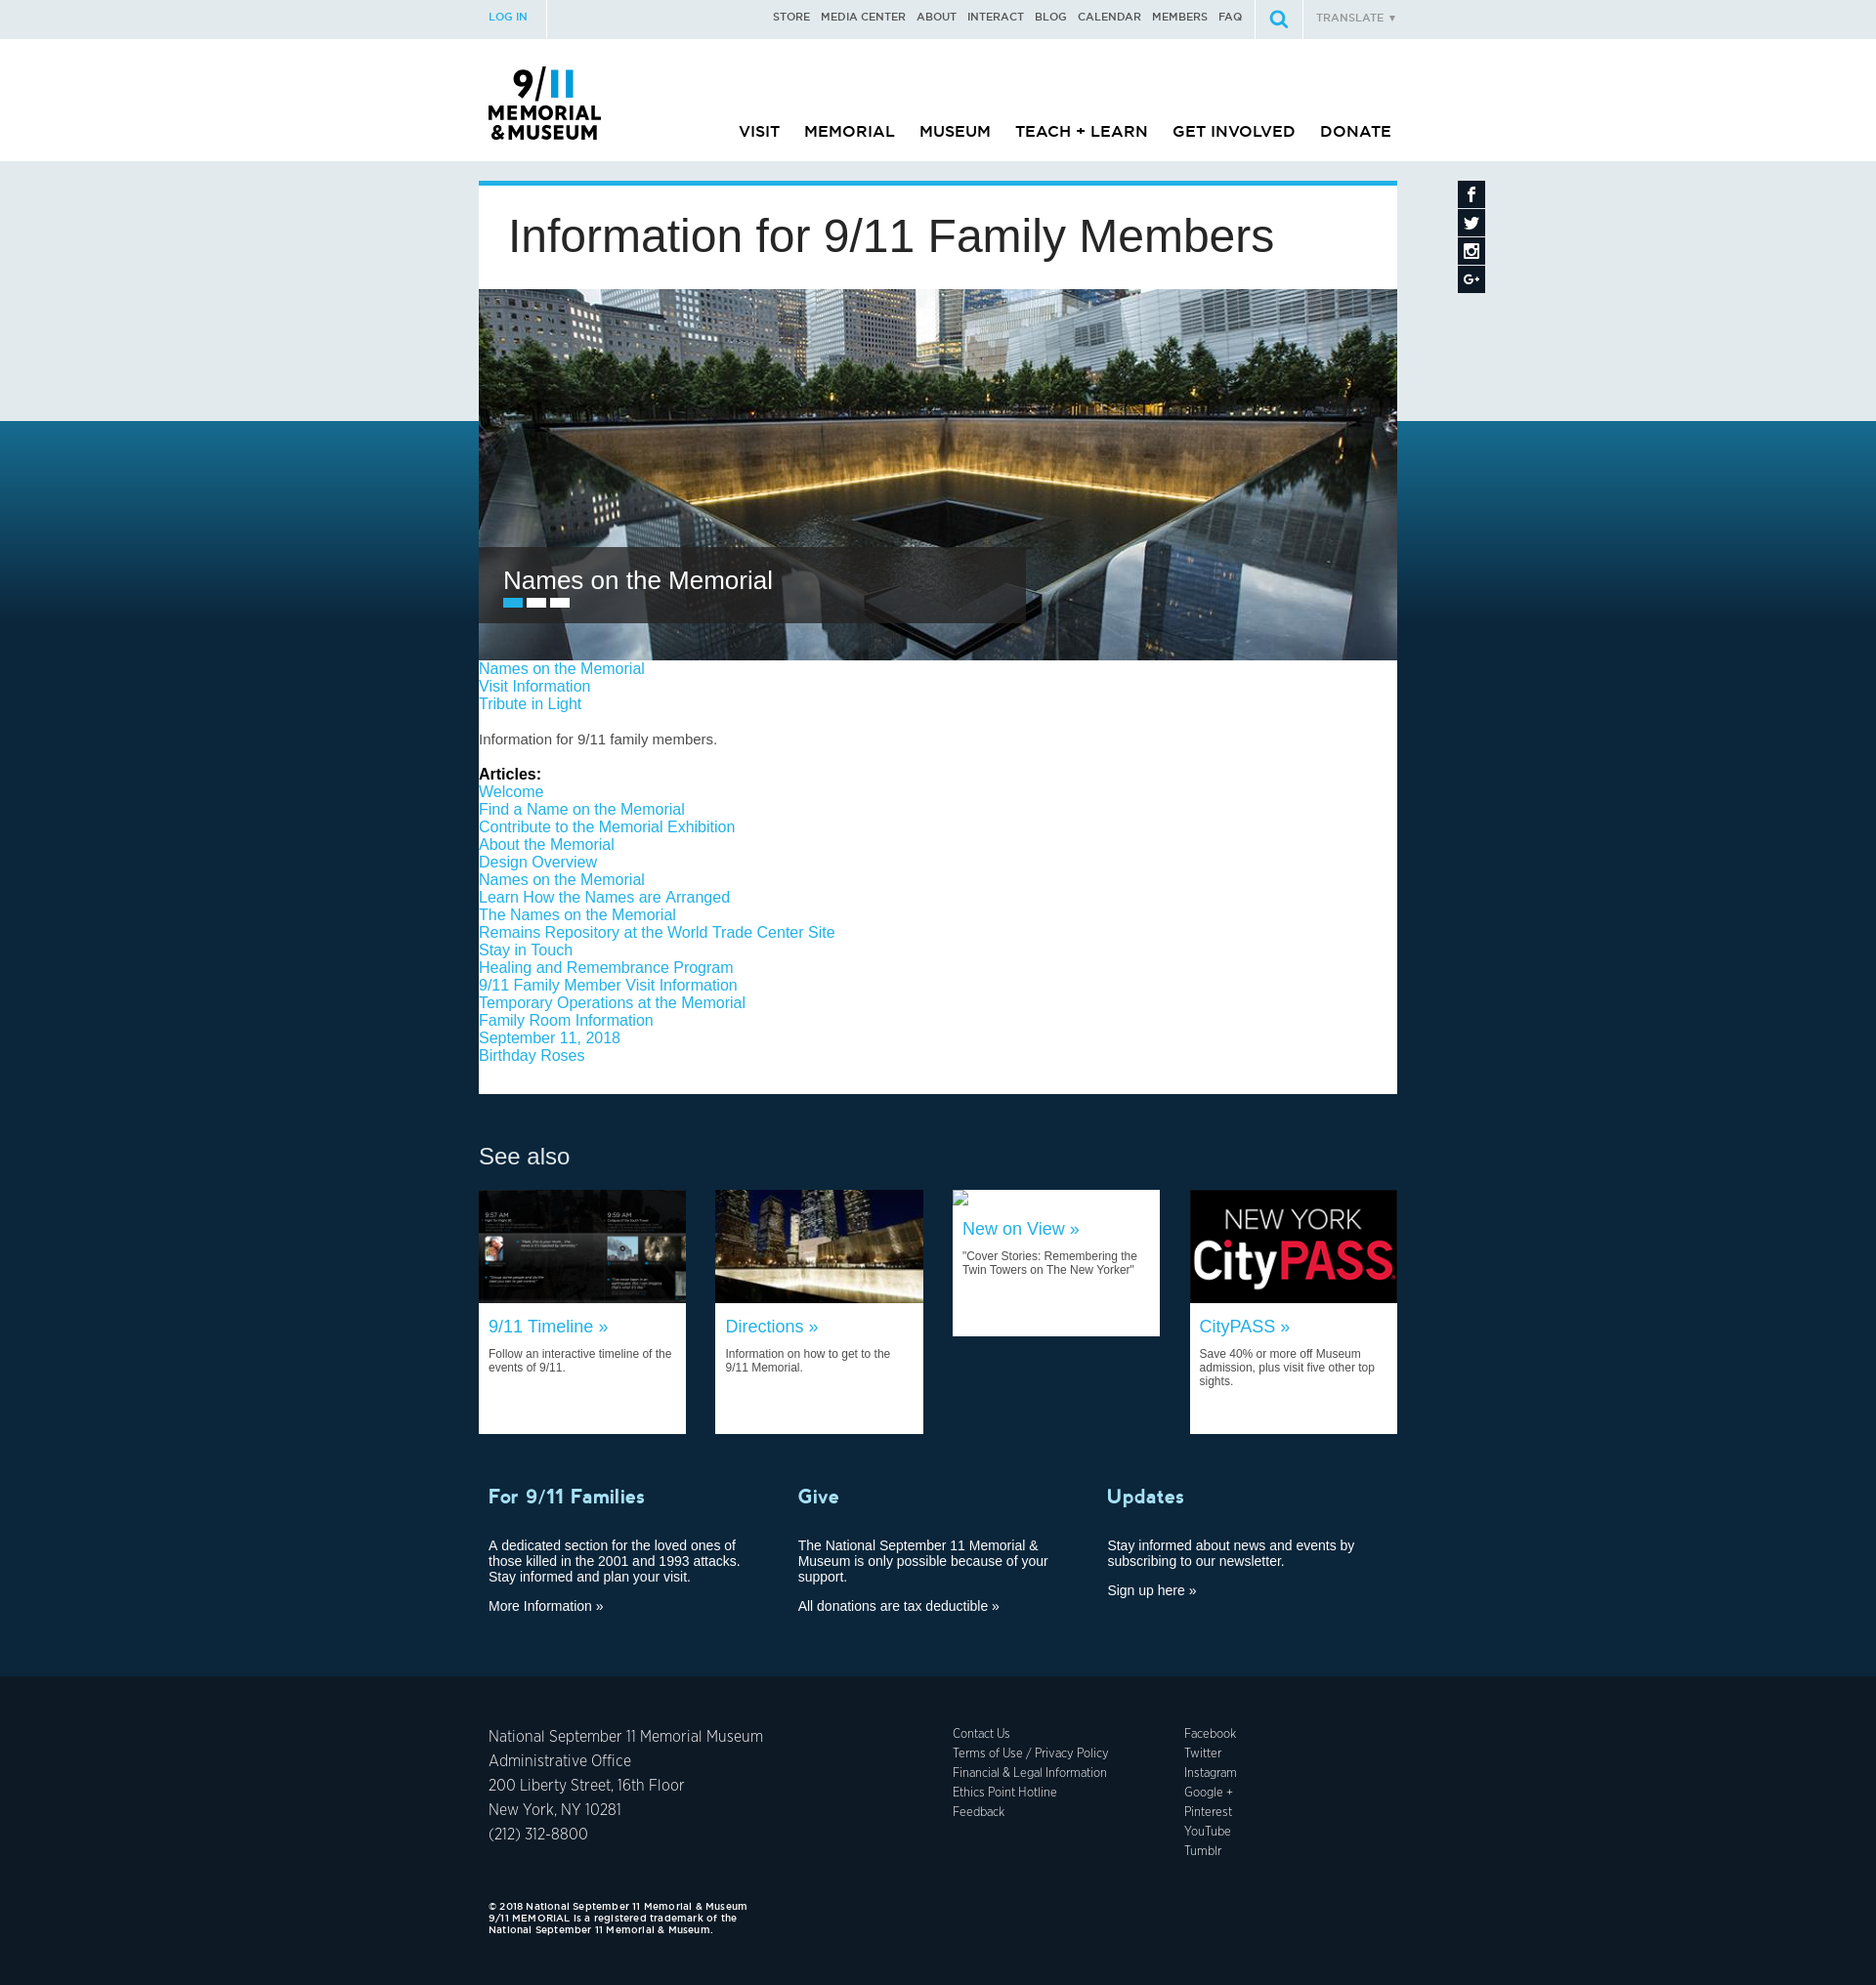 LOG IN
STORE MEDIA CENTER ABOUT INTERACT BLOG CALENDAR MEMBERS FAQ
TRANSLATE ▼
9/11
MEMORIAL
& MUSEUM
VISIT MEMORIAL MUSEUM TEACH + LEARN GET INVOLVED DONATE
Information for 9/11 Family Members
Names on the Memorial
Names on the Memorial
Visit Information
Tribute in Light
Information for 9/11 family members.
Articles:
Welcome
Find a Name on the Memorial
Contribute to the Memorial Exhibition
About the Memorial
Design Overview
Names on the Memorial
Learn How the Names are Arranged
The Names on the Memorial
Remains Repository at the World Trade Center Site
Stay in Touch
Healing and Remembrance Program
9/11 Family Member Visit Information
Temporary Operations at the Memorial
Family Room Information
September 11, 2018
Birthday Roses
See also
9:57 AM
9:59 AM
9/11 Timeline »
Follow an interactive timeline of the
events of 9/11.
Directions »
Information on how to get to the
9/11 Memorial.
New on View »
"Cover Stories: Remembering the
Twin Towers on The New Yorker"
NEW YORK
CityPASS
CityPASS »
Save 40% or more off Museum
admission, plus visit five other top
sights.
For 9/11 Families
A dedicated section for the loved ones of
those killed in the 2001 and 1993 attacks.
Stay informed and plan your visit.
More Information »
Give
The National September 11 Memorial &
Museum is only possible because of your
support.
All donations are tax deductible »
Updates
Stay informed about news and events by
subscribing to our newsletter.
Sign up here »
National September 11 Memorial Museum
Administrative Office
200 Liberty Street, 16th Floor
New York, NY 10281
(212) 312-8800
Contact Us
Terms of Use / Privacy Policy
Financial & Legal Information
Ethics Point Hotline
Feedback
Facebook
Twitter
Instagram
Google +
Pinterest
YouTube
Tumblr
© 2018 National September 11 Memorial & Museum
9/11 MEMORIAL is a registered trademark of the
National September 11 Memorial & Museum.